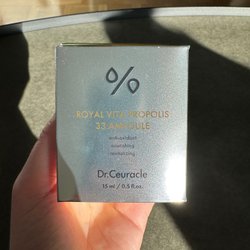 ROYAL VITA PROPOLIS
33 AMPOULE
antioxidant
nourishing
revitalizing
Dr.Ceuracle
15 ml / 0.5 fl.oz.